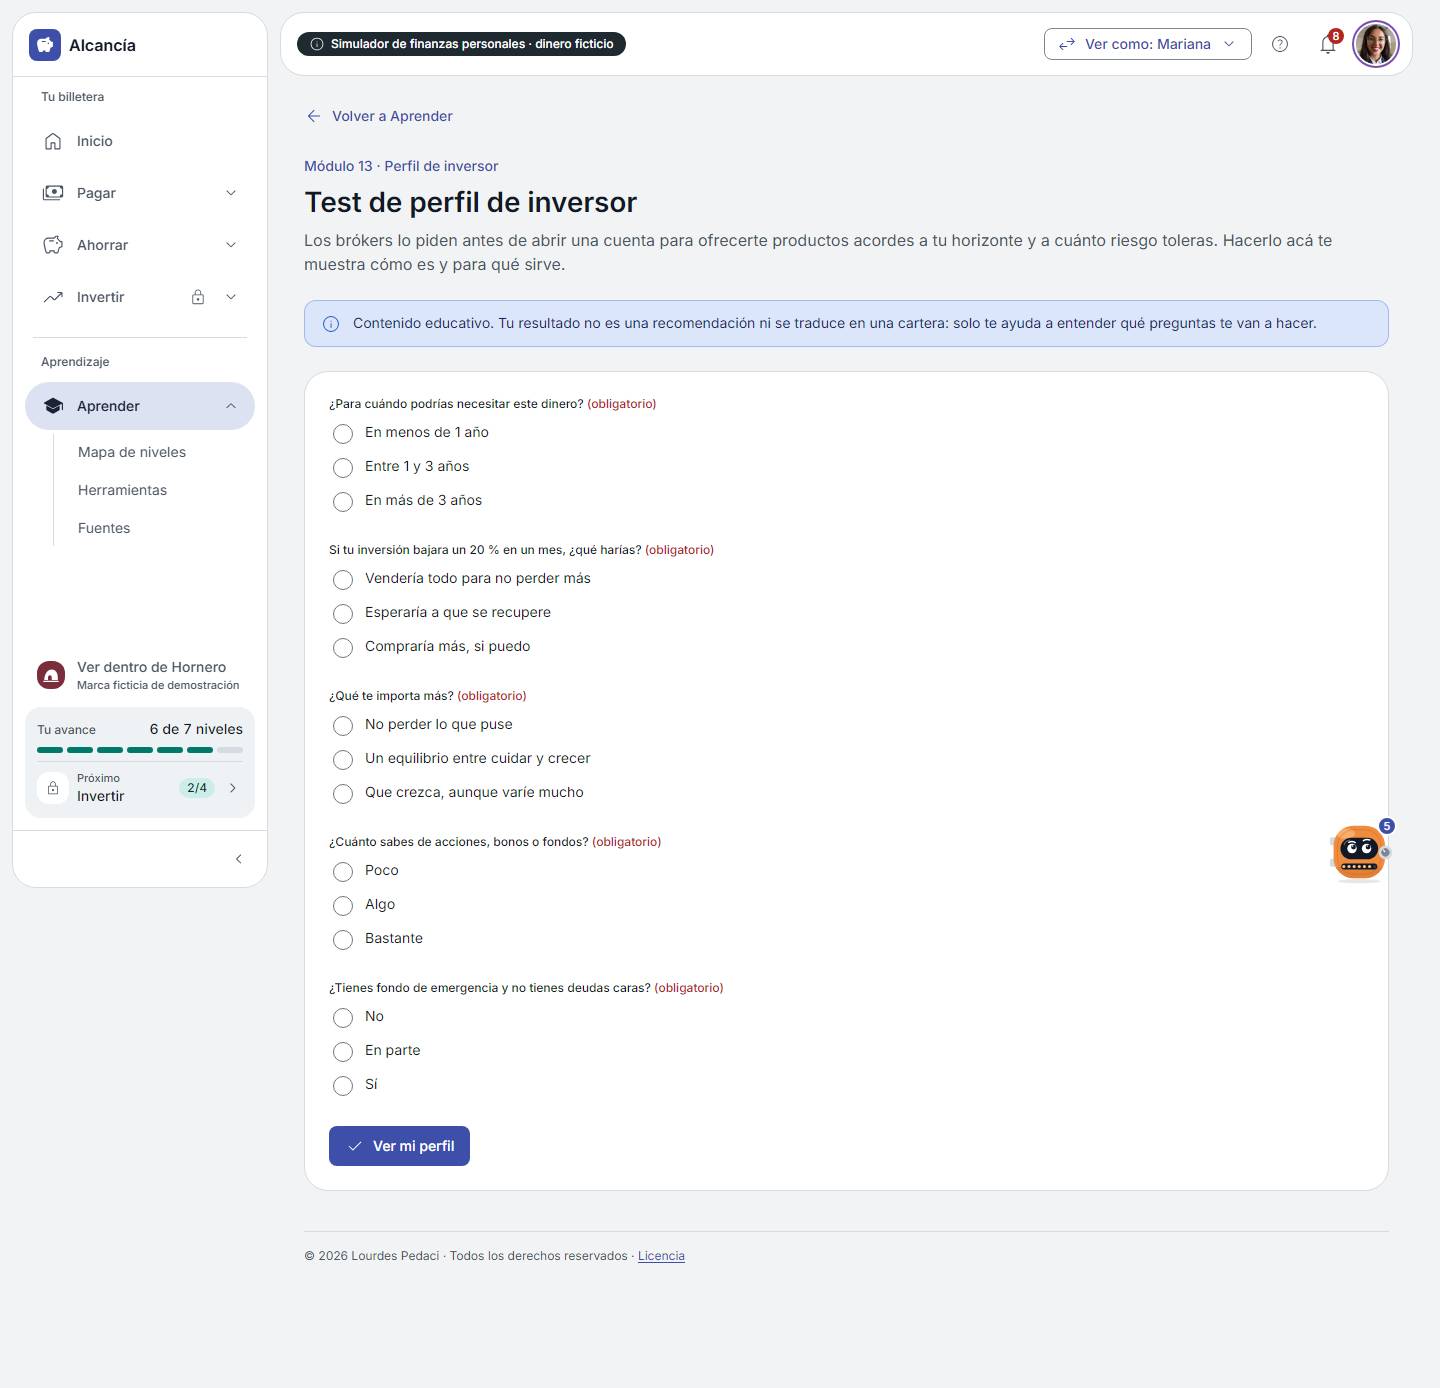 Alcancía
Simulador de finanzas personales · dinero ficticio
Ver como: Mariana
8
Tu billetera
Inicio
Pagar
Ahorrar
Invertir
Aprendizaje
Aprender
Mapa de niveles
Herramientas
Fuentes
Ver dentro de Hornero
Marca ficticia de demostración
Tu avance
6 de 7 niveles
Próximo
Invertir
2/4
Volver a Aprender
Módulo 13 · Perfil de inversor
Test de perfil de inversor
Los brókers lo piden antes de abrir una cuenta para ofrecerte productos acordes a tu horizonte y a cuánto riesgo toleras. Hacerlo acá te
muestra cómo es y para qué sirve.
Contenido educativo. Tu resultado no es una recomendación ni se traduce en una cartera: solo te ayuda a entender qué preguntas te van a hacer.
¿Para cuándo podrías necesitar este dinero? (obligatorio)
En menos de 1 año
Entre 1 y 3 años
En más de 3 años
Si tu inversión bajara un 20 % en un mes, ¿qué harías? (obligatorio)
Vendería todo para no perder más
Esperaría a que se recupere
Compraría más, si puedo
¿Qué te importa más? (obligatorio)
No perder lo que puse
Un equilibrio entre cuidar y crecer
Que crezca, aunque varíe mucho
¿Cuánto sabes de acciones, bonos o fondos? (obligatorio)
Poco
Algo
Bastante
¿Tienes fondo de emergencia y no tienes deudas caras? (obligatorio)
No
En parte
Sí
Ver mi perfil
5
© 2026 Lourdes Pedaci · Todos los derechos reservados · Licencia